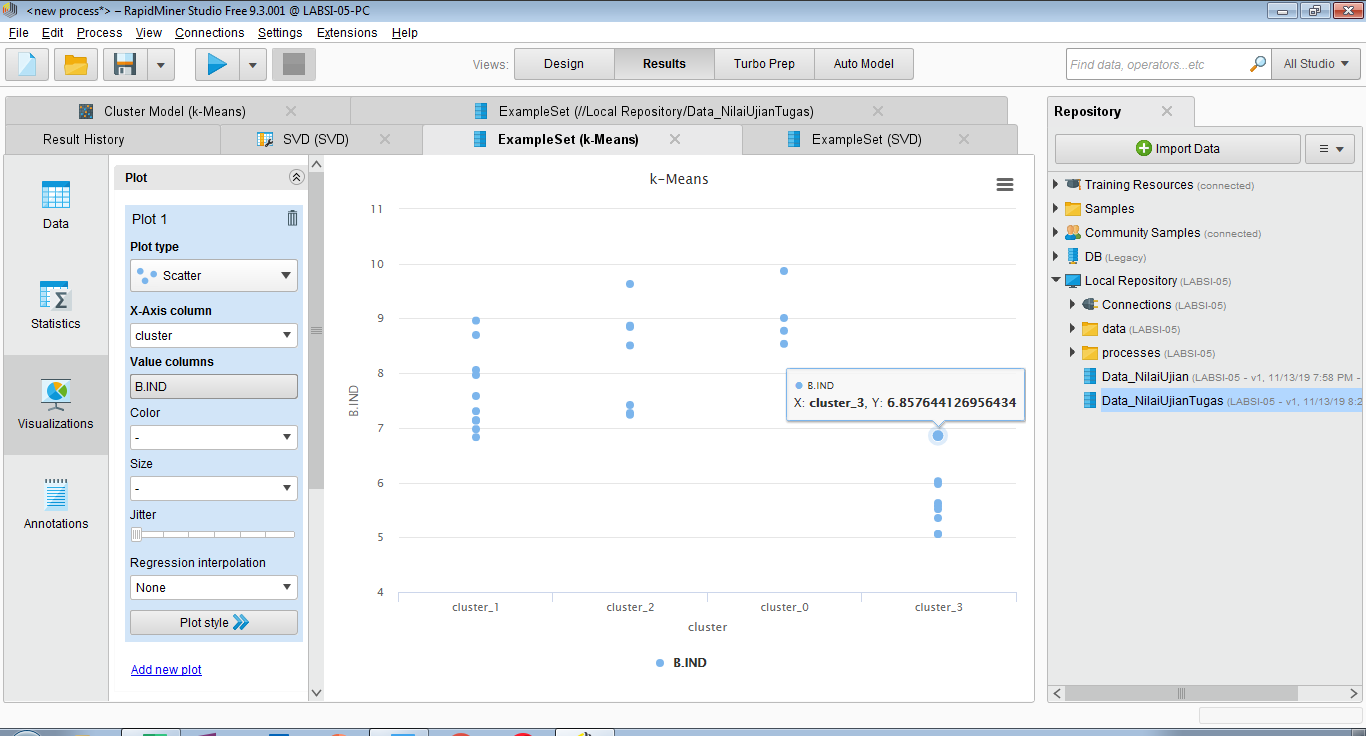 <new process*> – RapidMiner Studio Free 9.3.001 @ LABSI-05-PC
File Edit Process View Connections Settings Extensions Help
Views: Design Results Turbo Prep Auto Model
Find data, operators...etc
All Studio
Cluster Model (k-Means)
ExampleSet (//Local Repository/Data_NilaiUjianTugas)
Result History
SVD (SVD)
ExampleSet (k-Means)
ExampleSet (SVD)
Data
Statistics
Visualizations
Annotations
Plot
Plot 1
Plot type
Scatter
X-Axis column
cluster
Value columns
B.IND
Color
-
Size
-
Jitter
Regression interpolation
None
Plot style
Add new plot
k-Means
11
10
9
8
7
6
5
4
B.IND
B.IND
X: cluster_3, Y: 6.857644126956434
cluster_1
cluster_2
cluster_0
cluster_3
cluster
B.IND
Repository
Import Data
Training Resources (connected)
Samples
Community Samples (connected)
DB (Legacy)
Local Repository (LABSI-05)
Connections (LABSI-05)
data (LABSI-05)
processes (LABSI-05)
Data_NilaiUjian (LABSI-05 - v1, 11/13/19 7:58 PM -
Data_NilaiUjianTugas (LABSI-05 - v1, 11/13/19 8:2